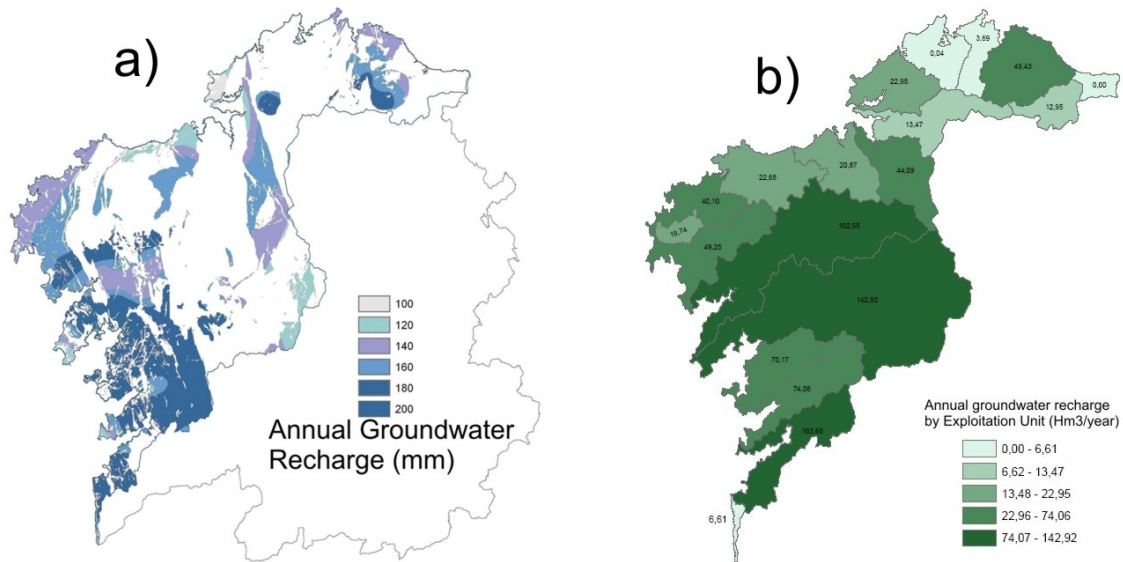 a)
100
120
140
160
180
200
Annual Groundwater
Recharge (mm)
b)
0,04
3,69
49,43
0,00
22,95
12,95
13,47
20,87
44,09
22,68
40,10
102,65
19,74
49,25
142,92
70,17
74,06
103,65
6,61
Annual groundwater recharge
by Exploitation Unit (Hm3/year)
0,00 - 6,61
6,62 - 13,47
13,48 - 22,95
22,96 - 74,06
74,07 - 142,92